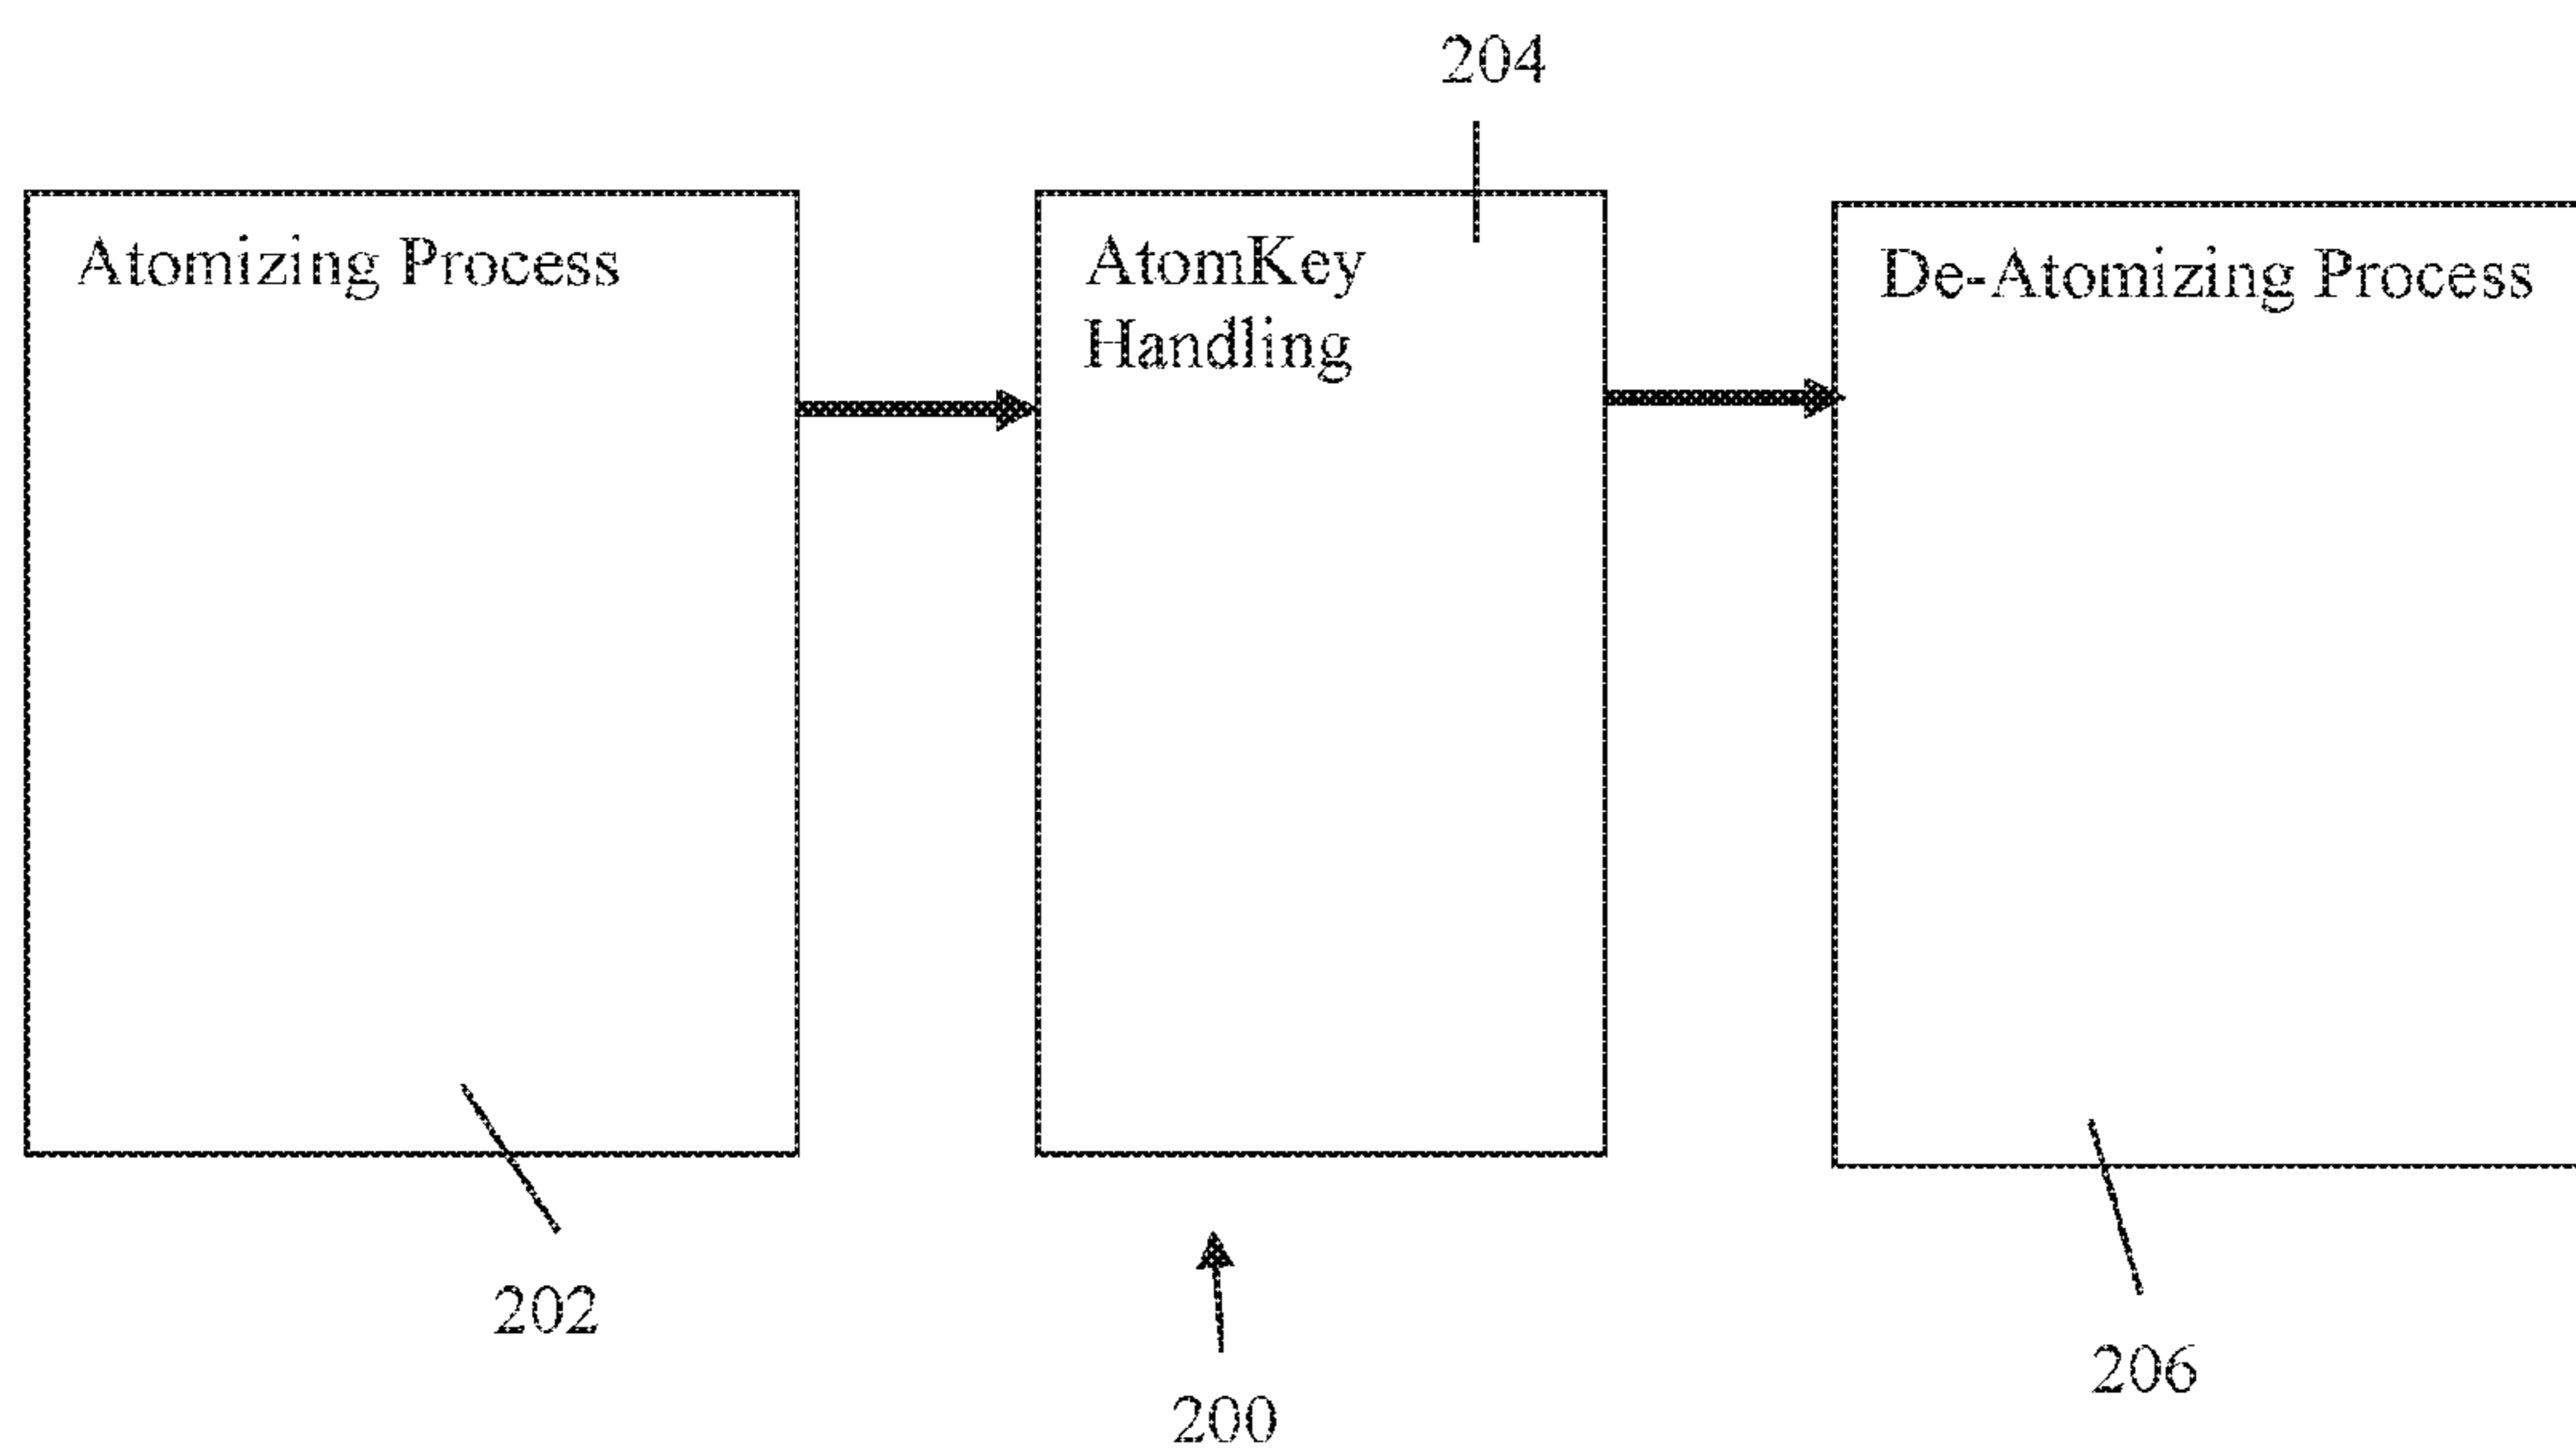 204
Atomizing Process
AtomKey
Handling
De-Atomizing Process
202
200
206